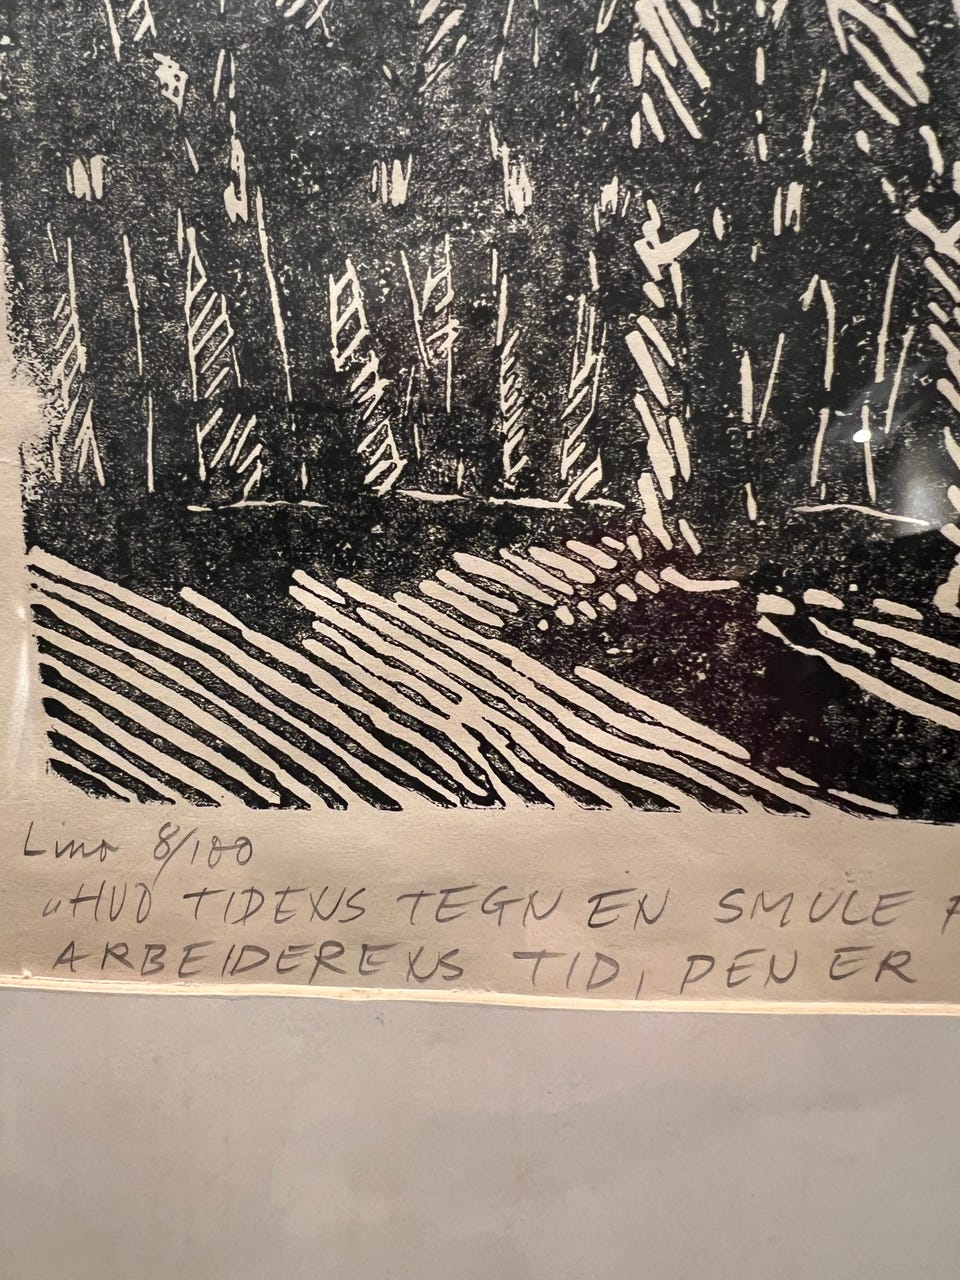 Lino 8/100
"HVO TIDENS TEGN EN SMULE
ARBEIDERENS TID, DEN ER